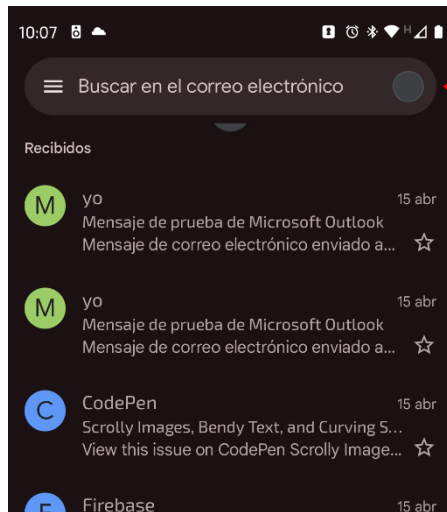 10:07
H
Buscar en el correo electrónico
Recibidos
M
yo
15 abr
Mensaje de prueba de Microsoft Outlook
Mensaje de correo electrónico enviado a...
M
yo
15 abr
Mensaje de prueba de Microsoft Outlook
Mensaje de correo electrónico enviado a...
C
CodePen
15 abr
Scrolly Images, Bendy Text, and Curving S...
View this issue on CodePen Scrolly Image...
F
Firebase
15 abr